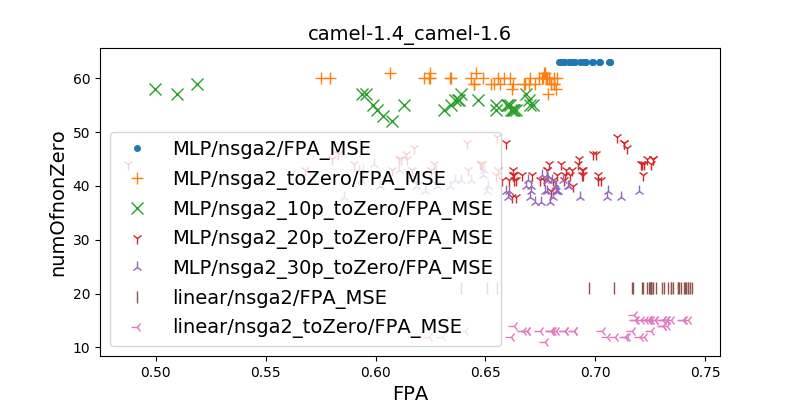 camel-1.4_camel-1.6
numOfnonZero
60
50
40
30
20
10
MLP/nsga2/FPA_MSE
MLP/nsga2_toZero/FPA_MSE
MLP/nsga2_10p_toZero/FPA_MSE
MLP/nsga2_20p_toZero/FPA_MSE
MLP/nsga2_30p_toZero/FPA_MSE
linear/nsga2/FPA_MSE
linear/nsga2_toZero/FPA_MSE
0.50 0.55 0.60 0.65 0.70 0.75
FPA